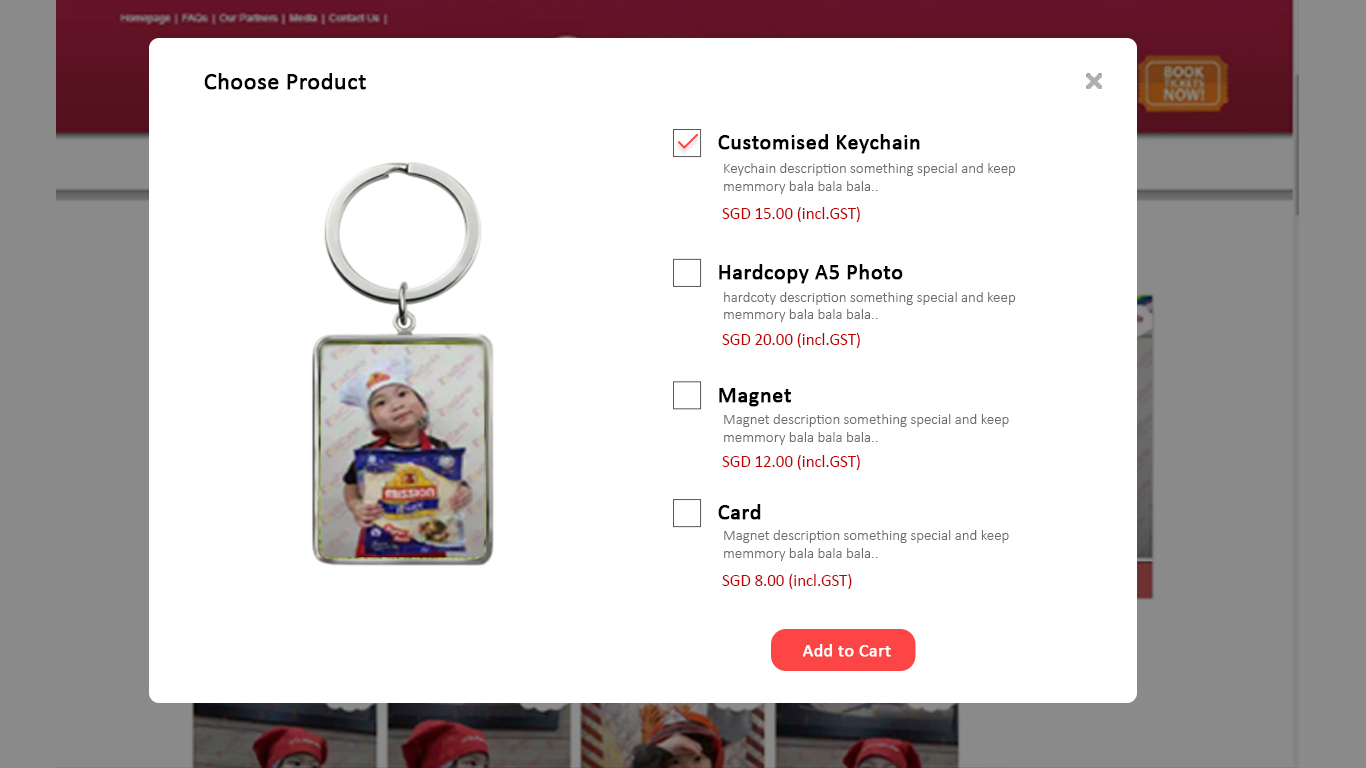 Homepage | FAQs | Our Partners | Media | Contact Us |
BOOK
TICKETS
NOW!
Choose Product
Customised Keychain
Keychain description something special and keep
memmory bala bala bala..
SGD 15.00 (incl.GST)
Hardcopy A5 Photo
hardcoty description something special and keep
memmory bala bala bala..
SGD 20.00 (incl.GST)
Magnet
Magnet description something special and keep
memmory bala bala bala..
SGD 12.00 (incl.GST)
Card
Magnet description something special and keep
memmory bala bala bala..
SGD 8.00 (incl.GST)
Add to Cart
MISSION